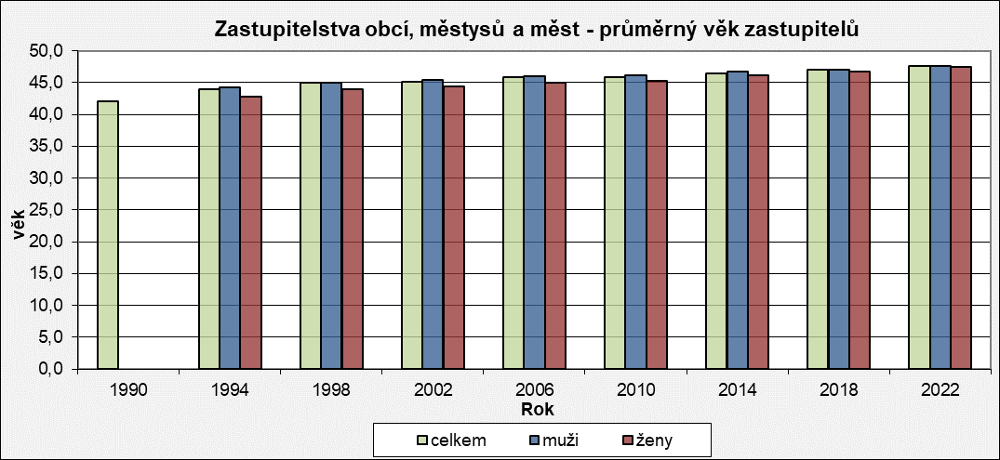 Zastupitelstva obcí, městysů a měst - průměrný věk zastupitelů
50,0
45,0
40,0
35,0
30,0
25,0
20,0
15,0
10,0
5,0
0,0
věk
1990 1994 1998 2002 2006 2010 2014 2018 2022
Rok
celkem muži ženy